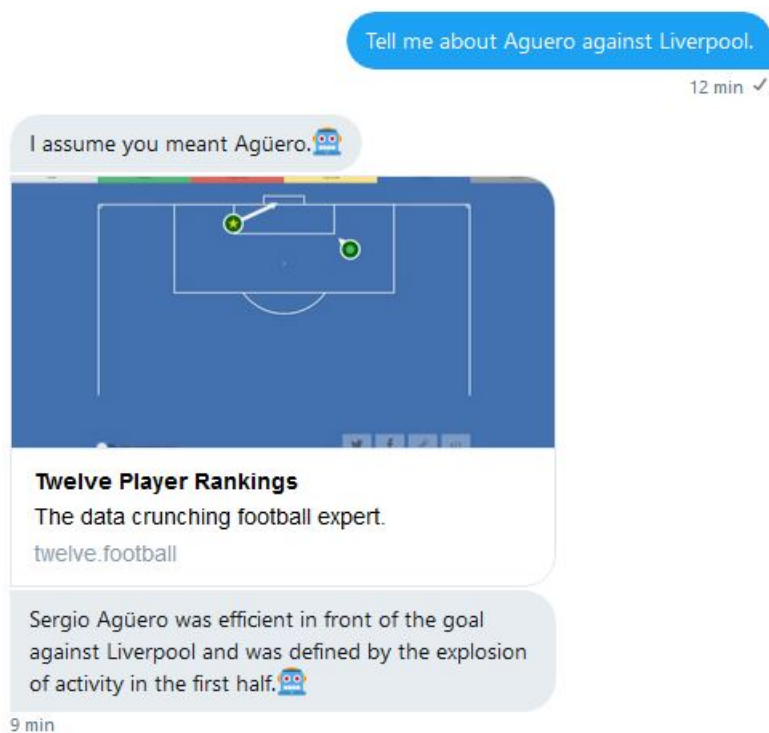 Tell me about Aguero against Liverpool.
12 min ✓
I assume you meant Agüero.🤖
Twelve Player Rankings
The data crunching football expert.
twelve.football
Sergio Agüero was efficient in front of the goal
against Liverpool and was defined by the explosion
of activity in the first half.🤖
9 min